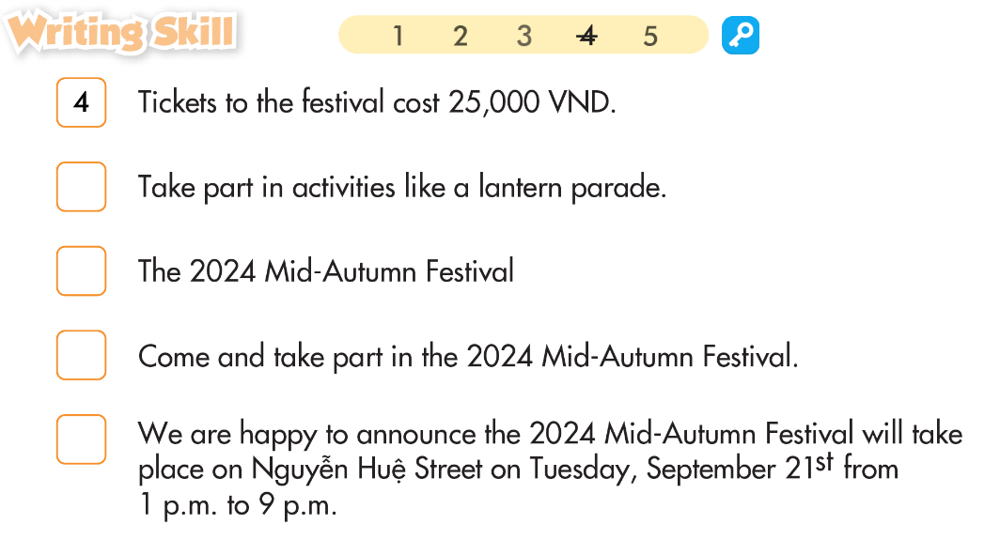 Writing Skill
1 2 3 4 5
4 Tickets to the festival cost 25,000 VND.
Take part in activities like a lantern parade.
The 2024 Mid-Autumn Festival
Come and take part in the 2024 Mid-Autumn Festival.
We are happy to announce the 2024 Mid-Autumn Festival will take
place on Nguyễn Huệ Street on Tuesday, September 21st from
1 p.m. to 9 p.m.